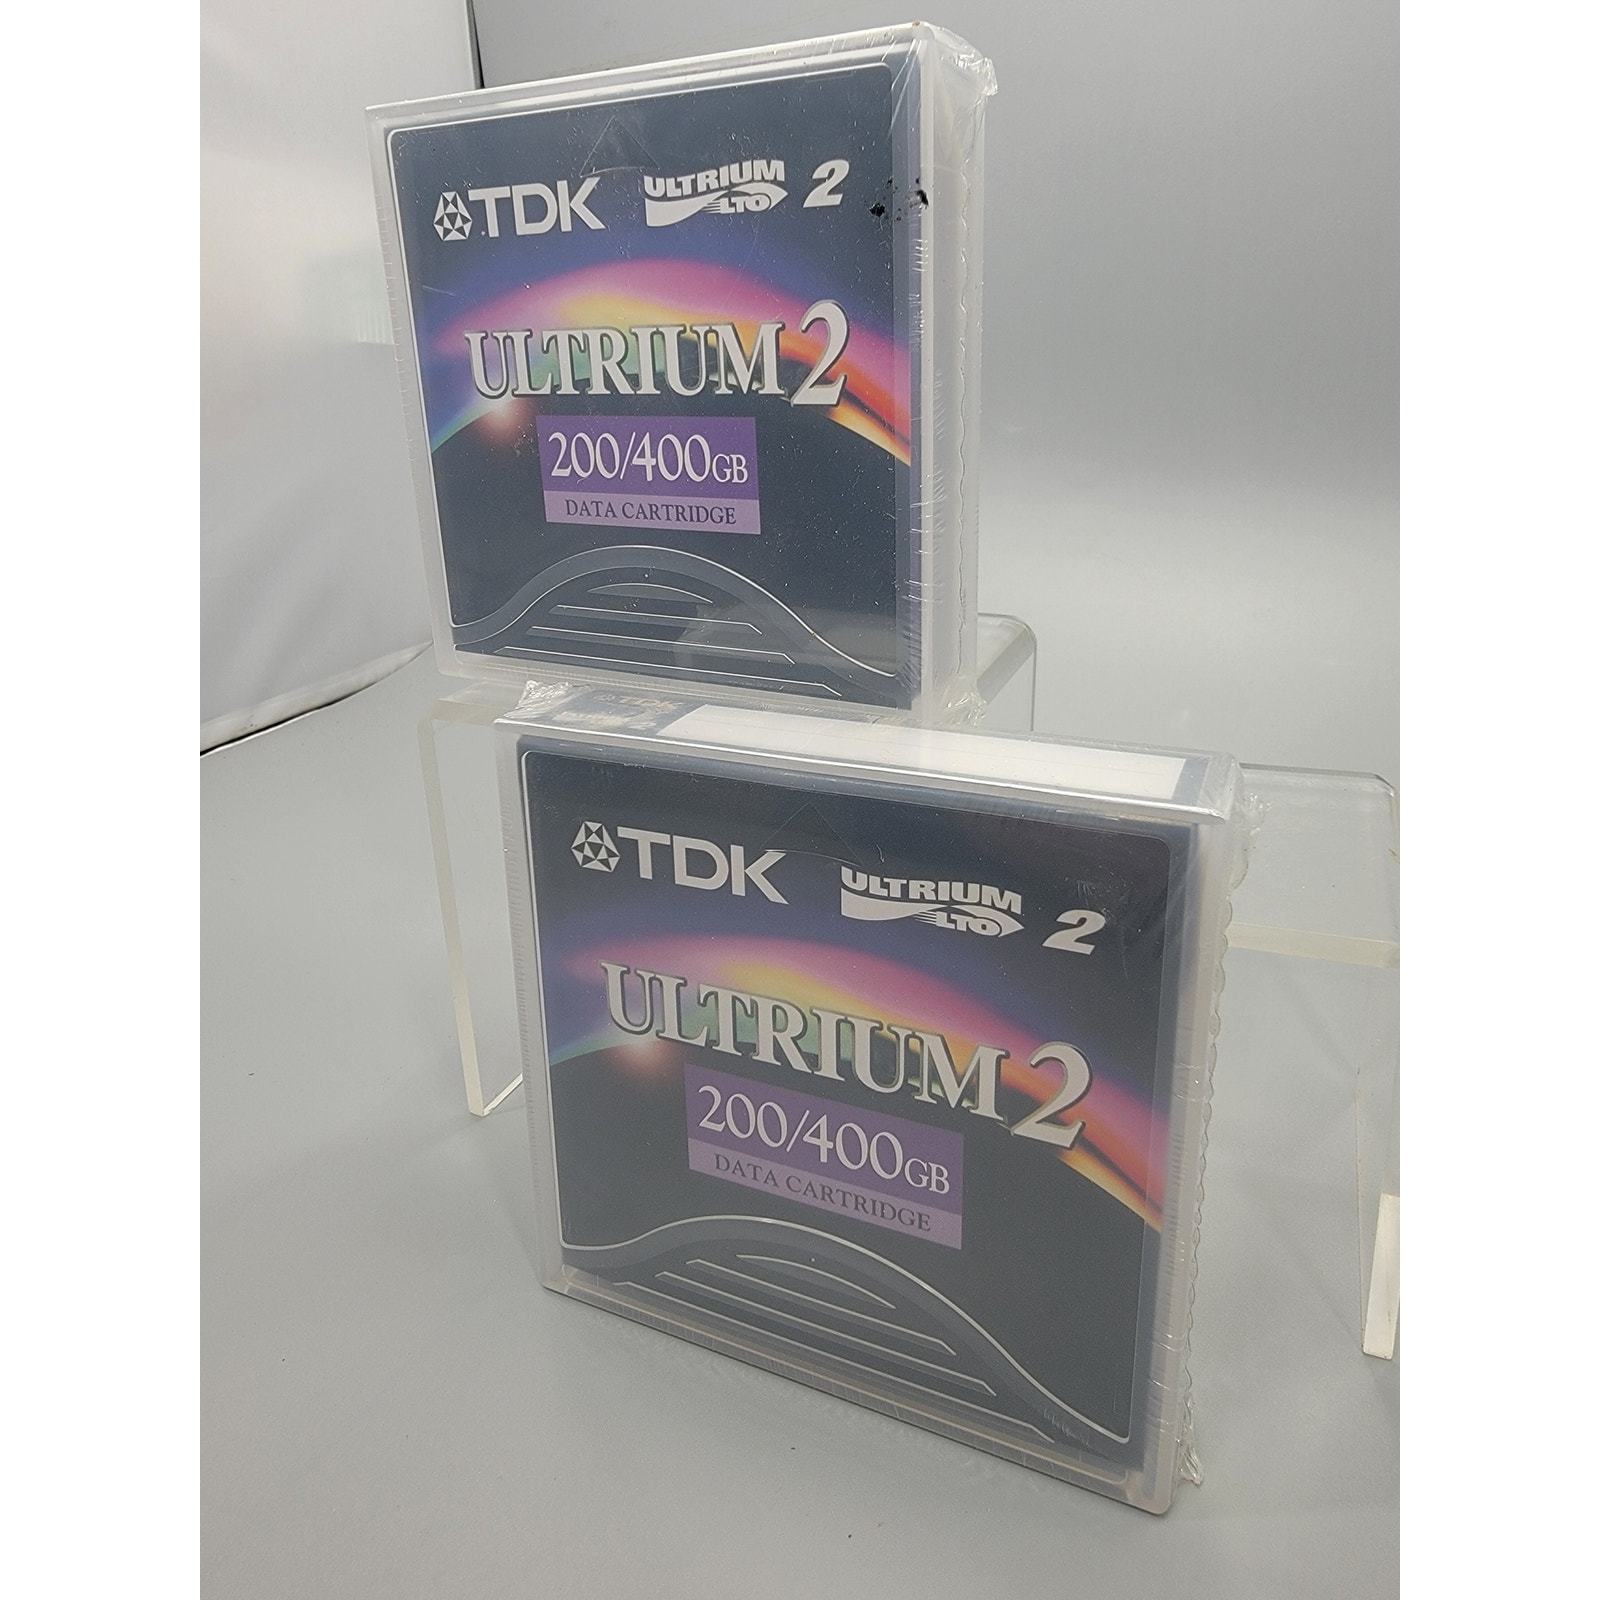 TDK ULTRIUM LTO 2
ULTRIUM 2
200/400GB
DATA CARTRIDGE
TDK
TDK ULTRIUM LTO 2
ULTRIUM 2
200/400GB
DATA CARTRIDGE